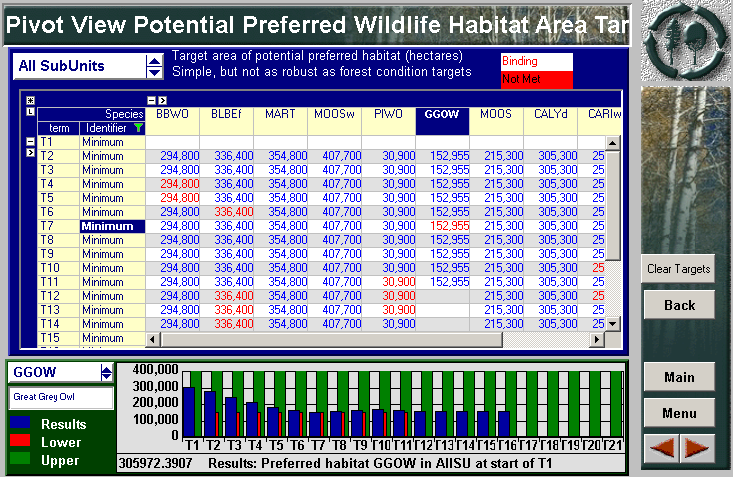 Pivot View Potential Preferred Wildlife Habitat Area Tar
All SubUnits
Target area of potential preferred habitat (hectares)
Simple, but not as robust as forest condition targets
Binding
Not Met
Species BBWO BLBEf MART MOOSw PIWO GGOW MOOS CALYd CARIw
term Identifier
T1 Minimum
T2 Minimum 294,800 336,400 354,800 407,700 30,900 152,955 215,300 305,300 25
T3 Minimum 294,800 336,400 354,800 407,700 30,900 152,955 215,300 305,300 25
T4 Minimum 294,800 336,400 354,800 407,700 30,900 152,955 215,300 305,300 25
T5 Minimum 294,800 336,400 354,800 407,700 30,900 152,955 215,300 305,300 25
T6 Minimum 294,800 336,400 354,800 407,700 30,900 152,955 215,300 305,300 25
T7 Minimum 294,800 336,400 354,800 407,700 30,900 152,955 215,300 305,300 25
T8 Minimum 294,800 336,400 354,800 407,700 30,900 152,955 215,300 305,300 25
T9 Minimum 294,800 336,400 354,800 407,700 30,900 152,955 215,300 305,300 25
T10 Minimum 294,800 336,400 354,800 407,700 30,900 152,955 215,300 305,300 25
T11 Minimum 294,800 336,400 354,800 407,700 30,900 152,955 215,300 305,300 25
T12 Minimum 294,800 336,400 354,800 407,700 30,900 215,300 305,300 25
T13 Minimum 294,800 336,400 354,800 407,700 30,900 215,300 305,300 25
T14 Minimum 294,800 336,400 354,800 407,700 30,900 215,300 305,300 25
T15 Minimum
Clear Targets
Back
Main
Menu
GGOW
Great Grey Owl
Results
Lower
Upper
400,000
300,000
200,000
100,000
0
T1 T2 T3 T4 T5 T6 T7 T8 T9 T10 T11 T12 T13 T14 T15 T16 T17 T18 T19 T20 T21
305972.3907 Results: Preferred habitat GGOW in AllSU at start of T1